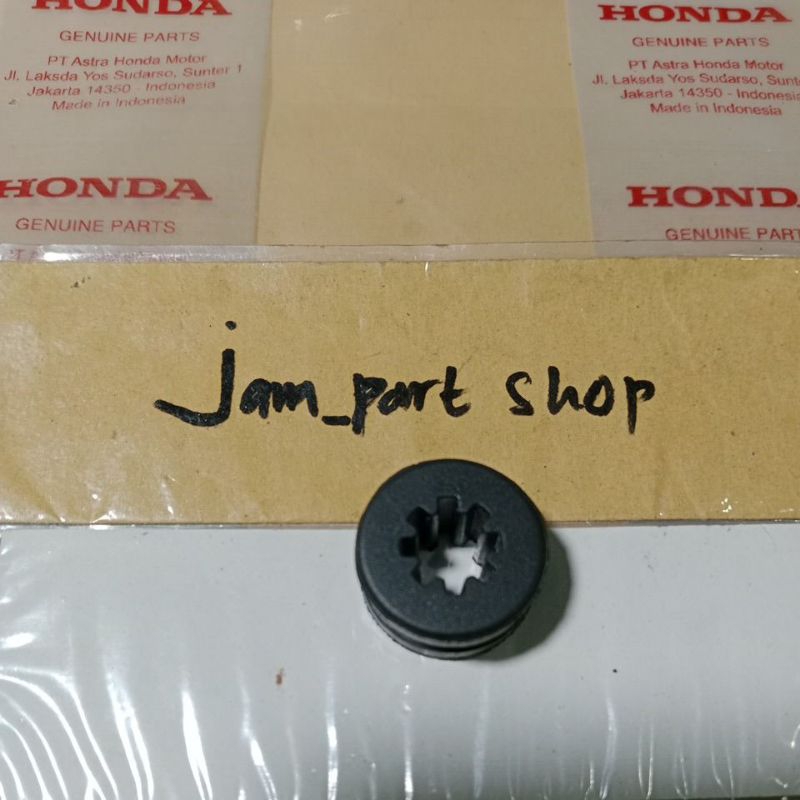 HONDA
GENUINE PARTS
PT Astra Honda Motor
Jl. Laksda Yos Sudarso, Sunter 1
Jakarta 14350 - Indonesia
Made in Indonesia
HONDA
GENUINE PARTS
HONDA
GENUINE PARTS
PT Astra Honda Motor
Jl. Laksda Yos Sudarso, Sunte
Jakarta 14350 - Indonesia
Made in Indonesia
HONDA
GENUINE PART
jam_part shop